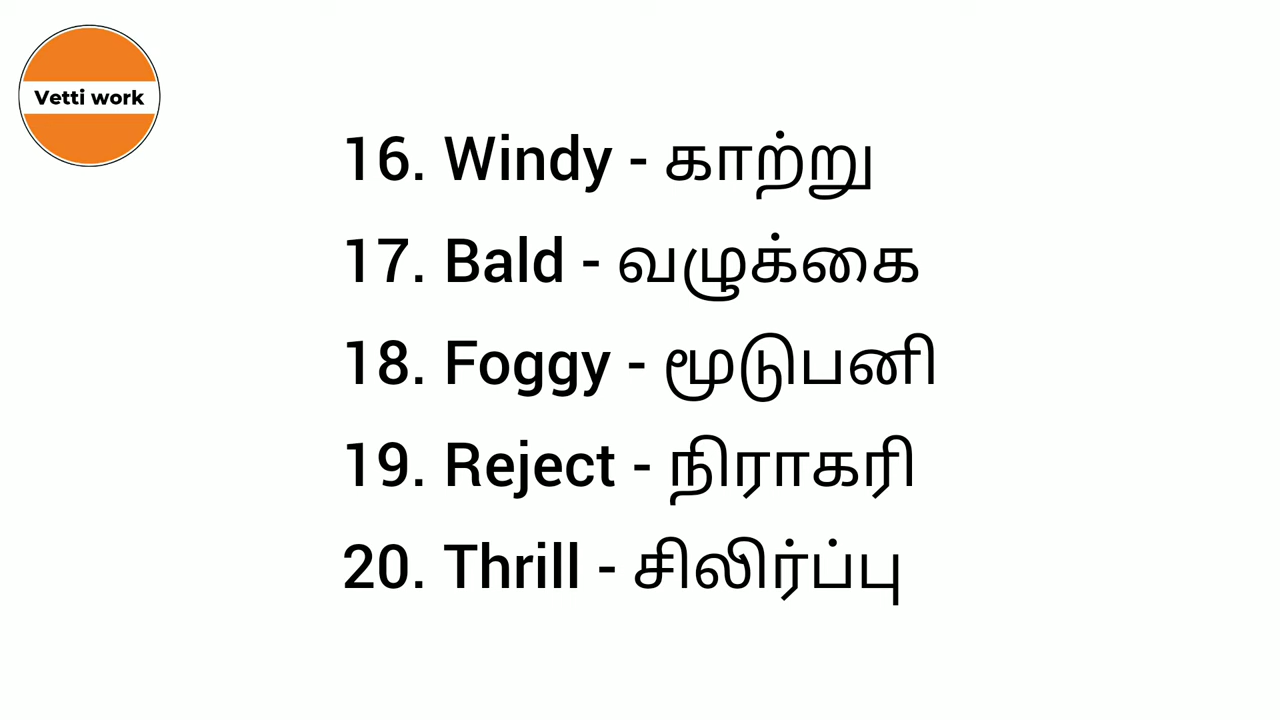 Vetti work
16. Windy - காற்று
17. Bald - வழுக்கை
18. Foggy - மூடுபனி
19. Reject - நிராகரி
20. Thrill - சிலிர்ப்பு